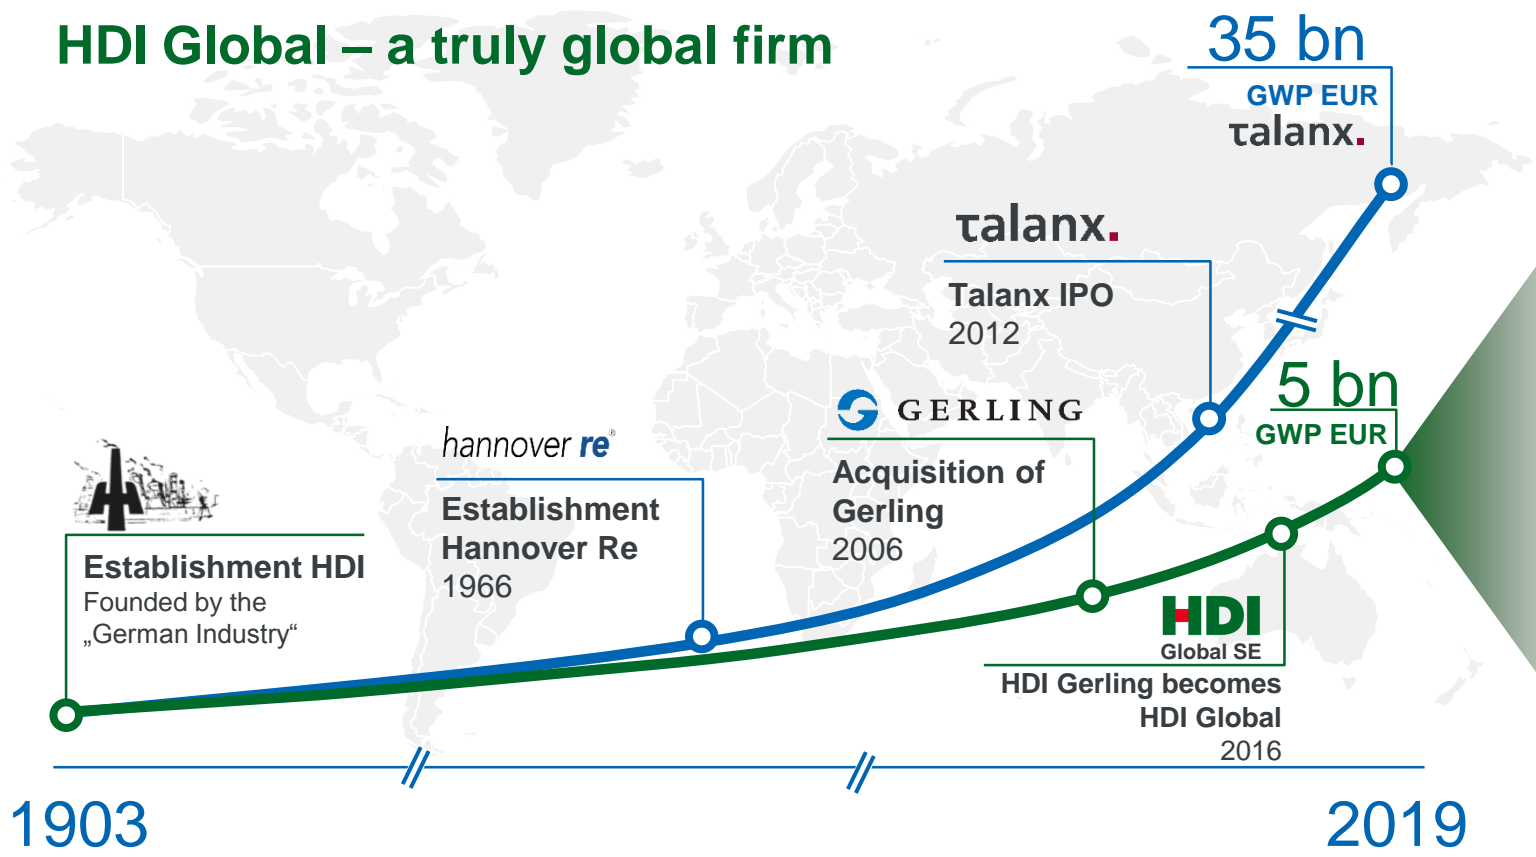 HDI Global – a truly global firm
35 bn
GWP EUR
talanx.
talanx.
Talanx IPO
2012
5 bn
GWP EUR
GERLING
Acquisition of
Gerling
2006
hannover re®
Establishment
Hannover Re
1966
Establishment HDI
Founded by the
„German Industry“
HDI
Global SE
HDI Gerling becomes
HDI Global
2016
1903
2019